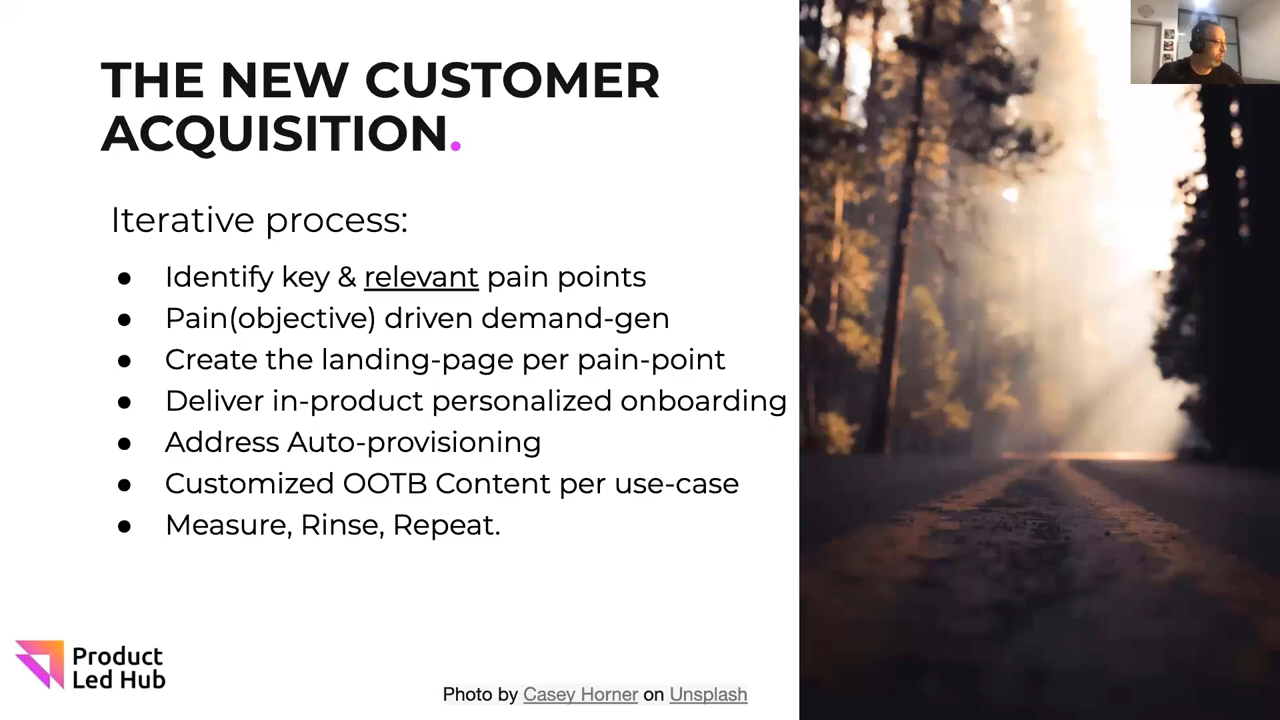 THE NEW CUSTOMER
ACQUISITION.
Iterative process:
● Identify key & relevant pain points
● Pain(objective) driven demand-gen
● Create the landing-page per pain-point
● Deliver in-product personalized onboarding
● Address Auto-provisioning
● Customized OOTB Content per use-case
● Measure, Rinse, Repeat.
Product
Led Hub
Photo by Casey Horner on Unsplash